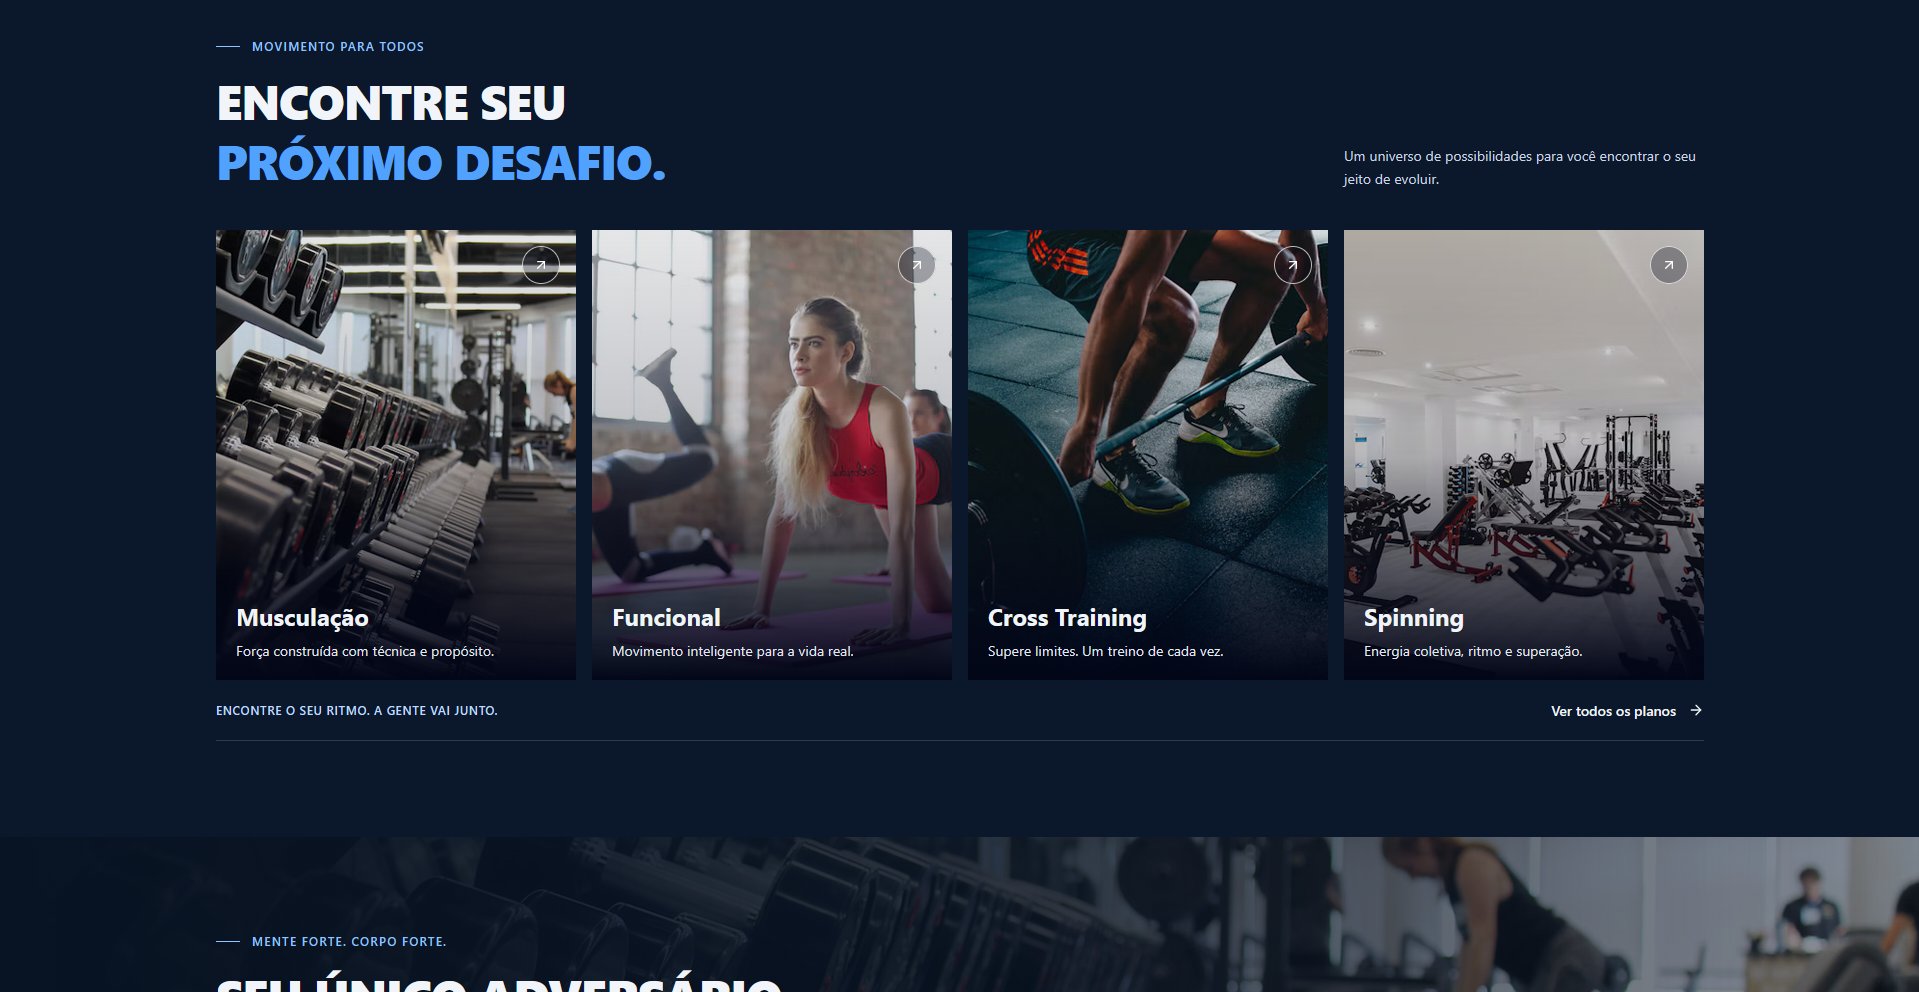 MOVIMENTO PARA TODOS
ENCONTRE SEU
PRÓXIMO DESAFIO.
Um universo de possibilidades para você encontrar o seu
jeito de evoluir.
Musculação
Força construída com técnica e propósito.
Funcional
Movimento inteligente para a vida real.
Cross Training
Supere limites. Um treino de cada vez.
Spinning
Energia coletiva, ritmo e superação.
ENCONTRE O SEU RITMO. A GENTE VAI JUNTO.
Ver todos os planos
MENTE FORTE. CORPO FORTE.
SEU ÚNICO ADVERSÁRIO